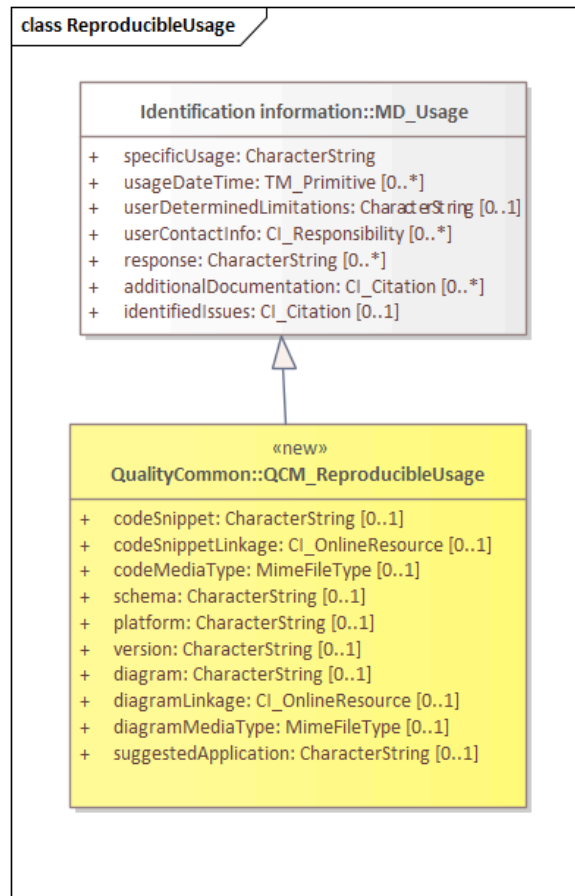 class ReproducibleUsage
Identification information::MD_Usage
+ specificUsage: CharacterString
+ usageDateTime: TM_Primitive [0..*]
+ userDeterminedLimitations: CharacterString [0..1]
+ userContactInfo: CI_Responsibility [0..*]
+ response: CharacterString [0..*]
+ additionalDocumentation: CI_Citation [0..*]
+ identifiedIssues: CI_Citation [0..1]
«new»
QualityCommon::QCM_ReproducibleUsage
+ codeSnippet: CharacterString [0..1]
+ codeSnippetLinkage: CI_OnlineResource [0..1]
+ codeMediaType: MimeFileType [0..1]
+ schema: CharacterString [0..1]
+ platform: CharacterString [0..1]
+ version: CharacterString [0..1]
+ diagram: CharacterString [0..1]
+ diagramLinkage: CI_OnlineResource [0..1]
+ diagramMediaType: MimeFileType [0..1]
+ suggestedApplication: CharacterString [0..1]